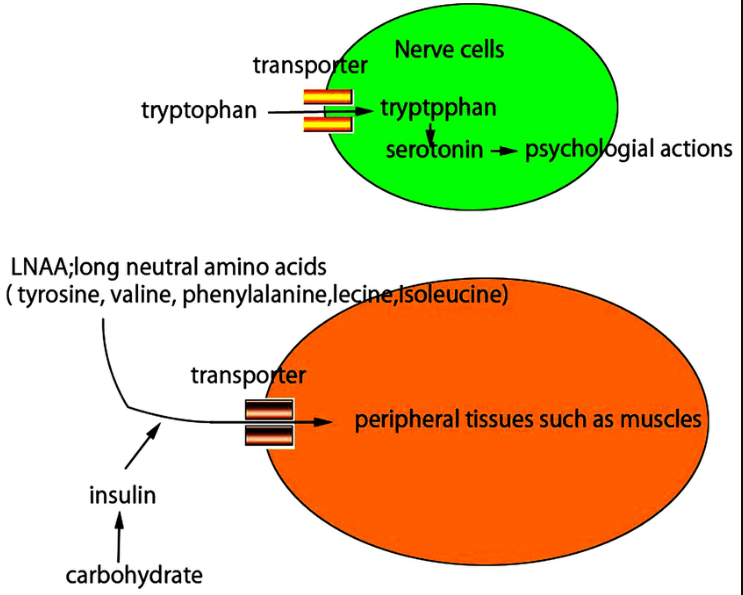 Nerve cells
transporter
tryptophan
tryptpphan
serotonin
psychologial actions
LNAA;long neutral amino acids
( tyrosine, valine, phenylalanine,lecine,isoleucine)
transporter
peripheral tissues such as muscles
insulin
carbohydrate